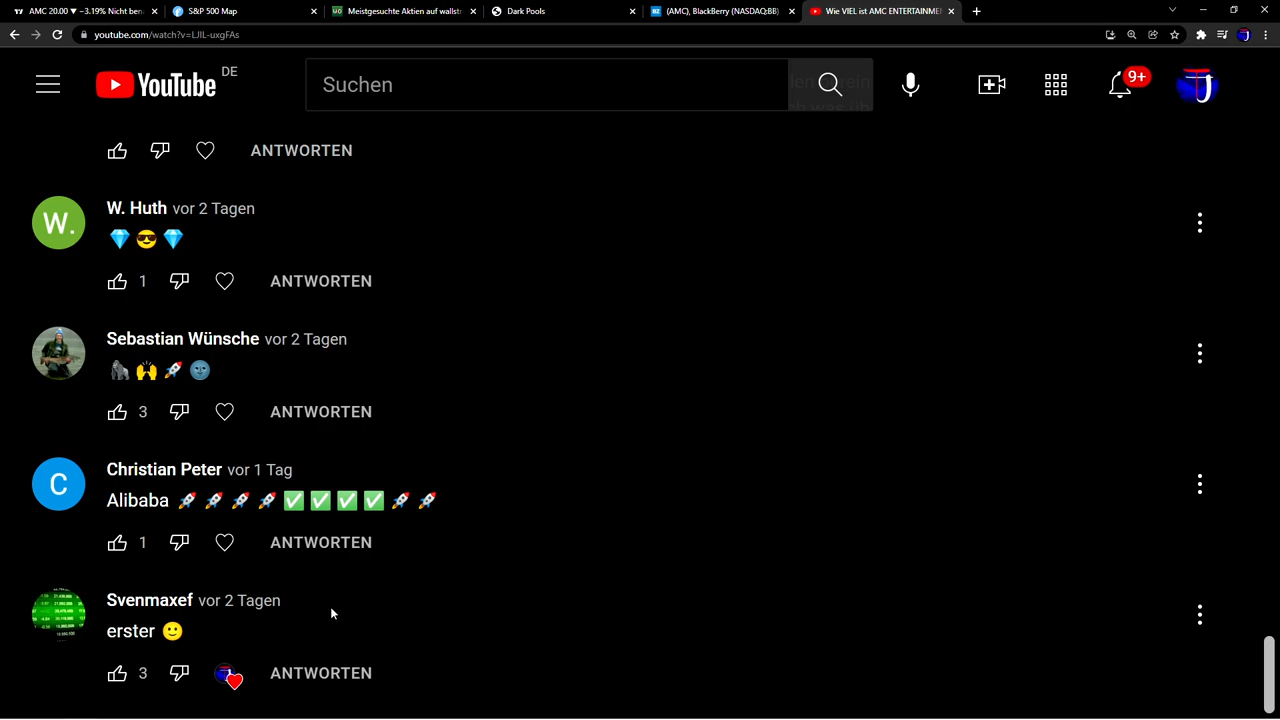 AMC 20.00 ▼ −3.19% Nicht ben
S&P 500 Map
Meistgesuchte Aktien auf wallstr
Dark Pools
(AMC), BlackBerry (NASDAQ:BB)
Wie VIEL ist AMC ENTERTAINME
youtube.com/watch?v=LJIL-uxgFAs
YouTube DE
Suchen
9+
ANTWORTEN
W. Huth vor 2 Tagen
W.
💎 😎 💎
1 ANTWORTEN
Sebastian Wünsche vor 2 Tagen
🦍 🙌 🚀 🌚
3 ANTWORTEN
Christian Peter vor 1 Tag
C
Alibaba 🚀 🚀 🚀 🚀 ✅ ✅ ✅ ✅ 🚀 🚀
1 ANTWORTEN
Svenmaxef vor 2 Tagen
erster 🙂
3 ANTWORTEN